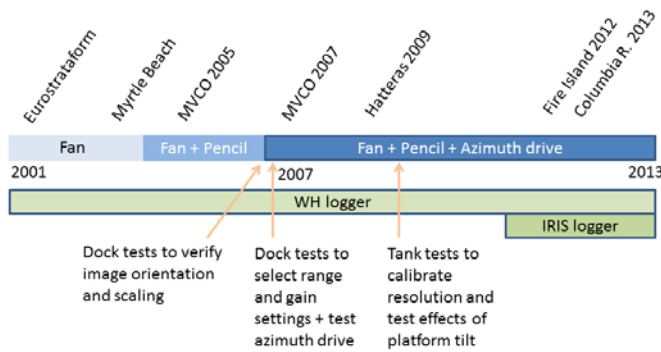 Eurostrataform
Myrtle Beach
MVCO 2005
MVCO 2007
Hatteras 2009
Fire Island 2012
Columbia R. 2013
Fan
Fan + Pencil
Fan + Pencil + Azimuth drive
2001
2007
2013
WH logger
IRIS logger
Dock tests to verify
image orientation
and scaling
Dock tests to
select range
and gain
settings + test
azimuth drive
Tank tests to
calibrate
resolution and
test effects of
platform tilt